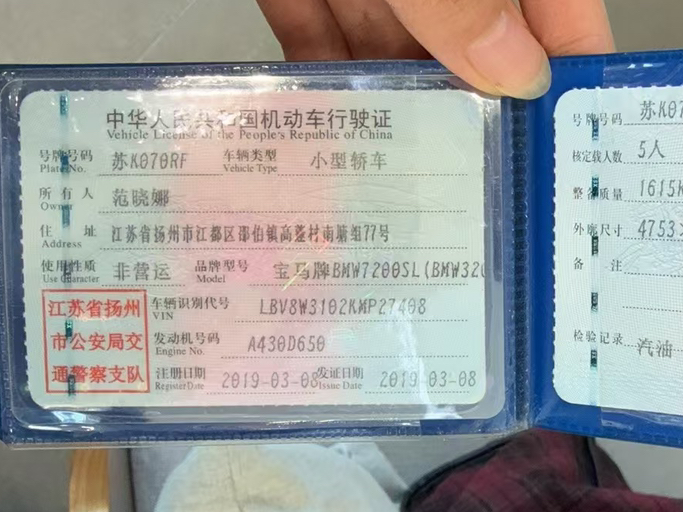 中华人民共和国机动车行驶证
Vehicle License of the People's Republic of China
号牌号码 苏K070RF 车辆类型 小型轿车
Plate No. Vehicle Type
所有人 范晓娜
Owner
住址 江苏省扬州市江都区邵伯镇高蓬村南塘组77号
Address
使用性质 非营运 品牌型号 宝马牌BMW7200SL(BMW320
Use Character Model
江苏省扬州
市公安局交
通警察支队
车辆识别代号 LBV8W3102KMP27408
VIN
发动机号码 A430D650
Engine No.
注册日期 2019-03-08 发证日期 2019-03-08
Register Date Issue Date
号牌号码 苏K07
核定载人数 5人
整备质量 1615K
外廓尺寸 4753
备注
检验记录 汽油